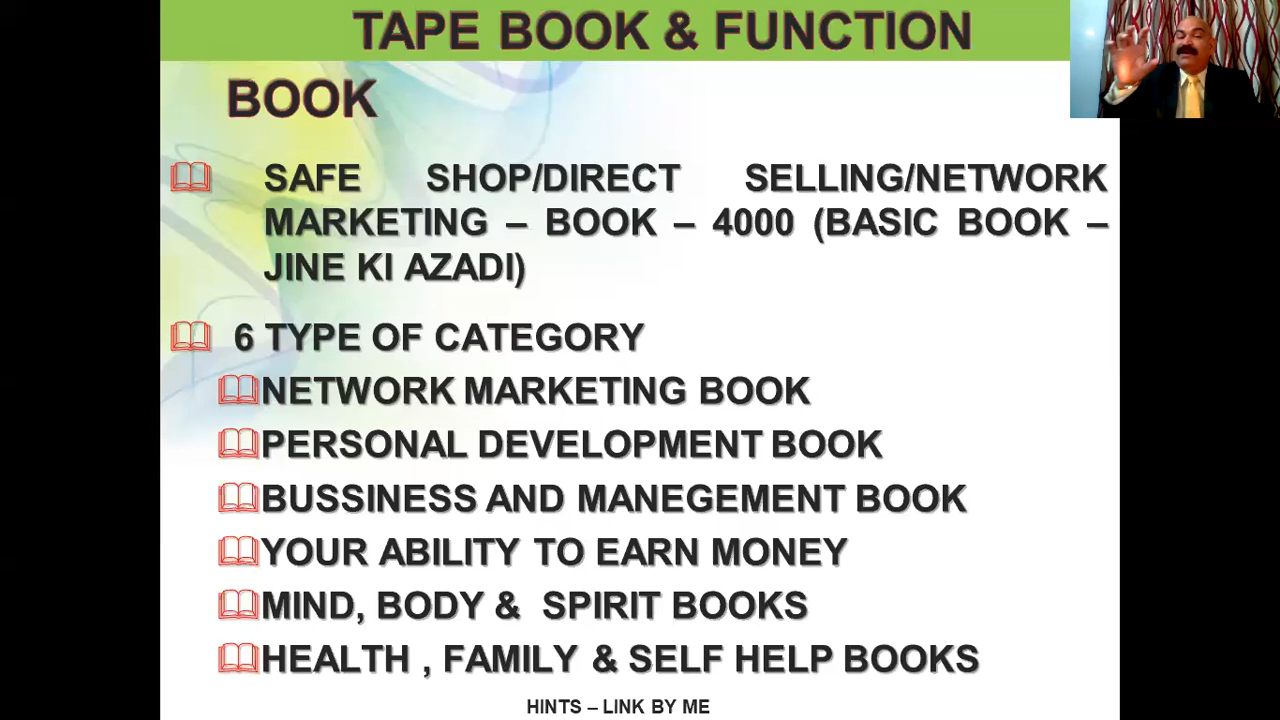 TAPE BOOK & FUNCTION
BOOK
SAFE SHOP/DIRECT SELLING/NETWORK
MARKETING – BOOK – 4000 (BASIC BOOK –
JINE KI AZADI)
6 TYPE OF CATEGORY
NETWORK MARKETING BOOK
PERSONAL DEVELOPMENT BOOK
BUSSINESS AND MANEGEMENT BOOK
YOUR ABILITY TO EARN MONEY
MIND, BODY & SPIRIT BOOKS
HEALTH , FAMILY & SELF HELP BOOKS
HINTS – LINK BY ME